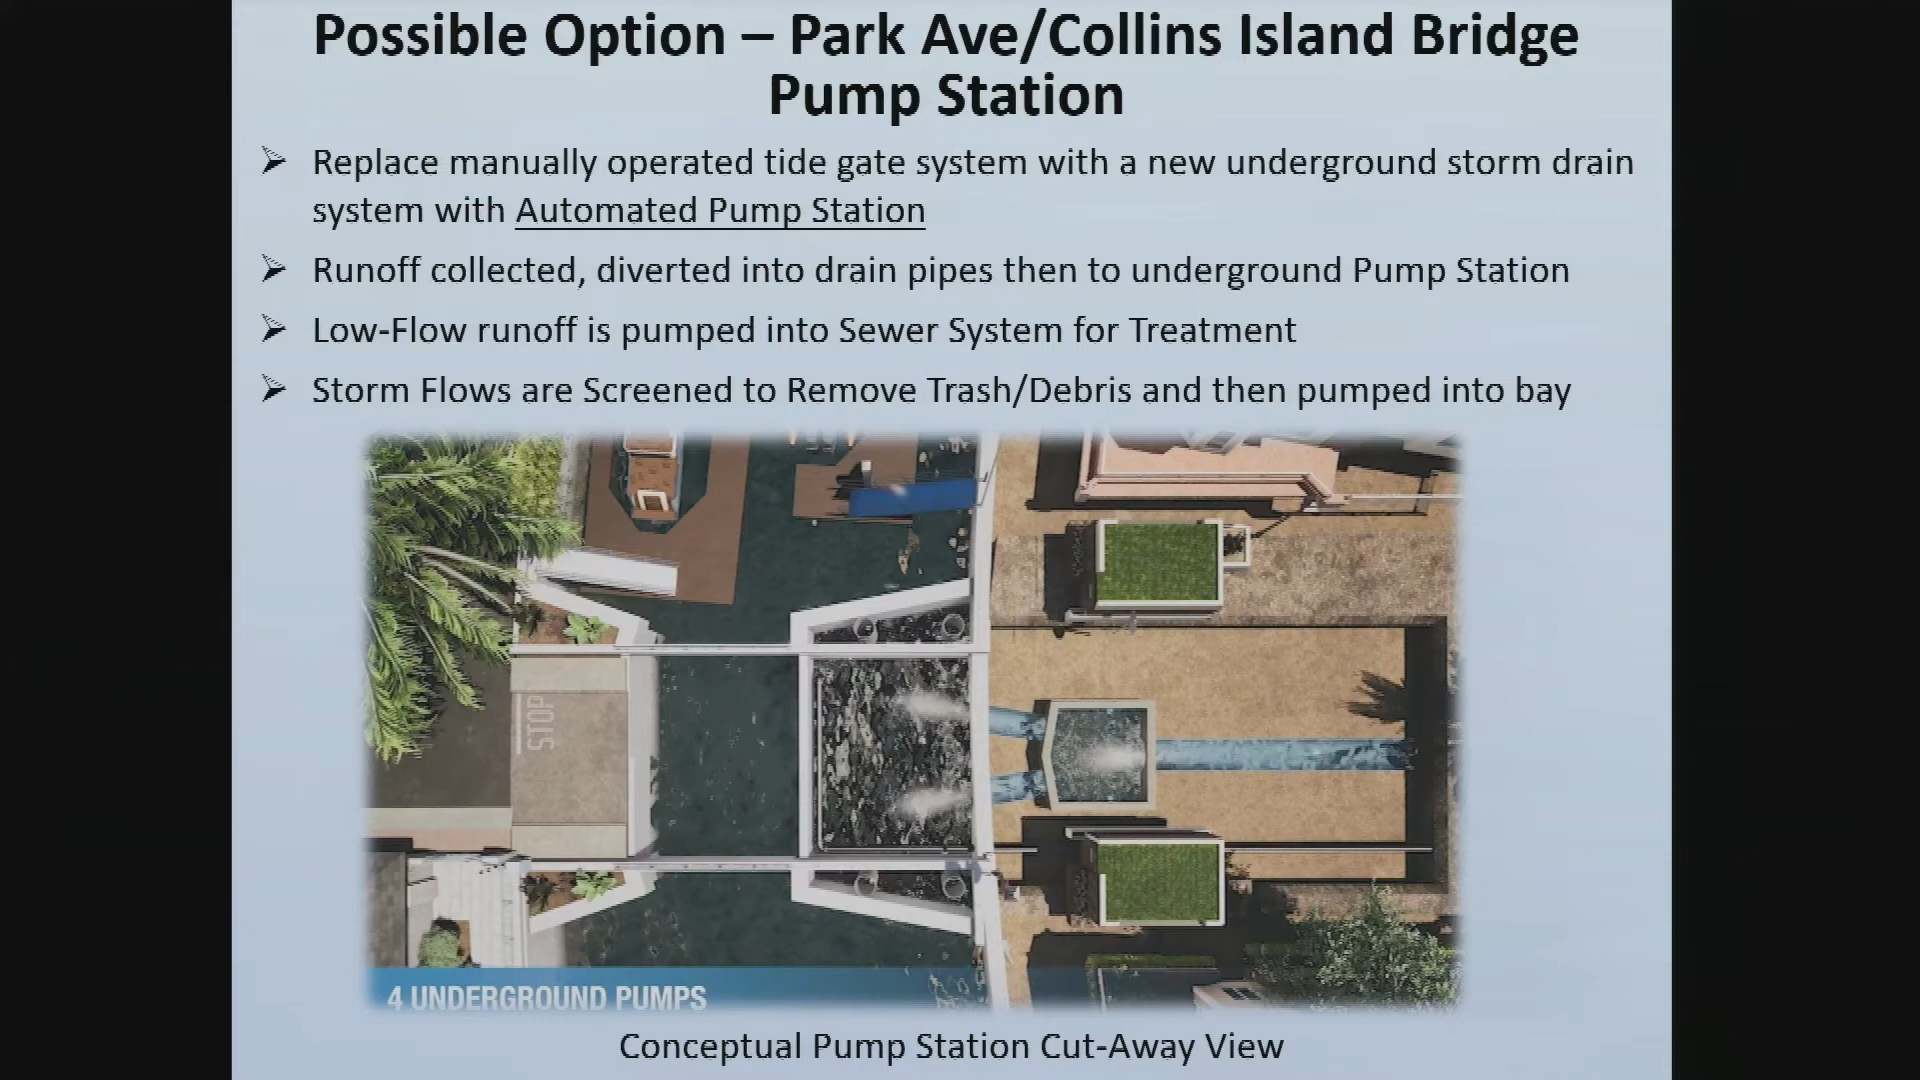 Possible Option – Park Ave/Collins Island Bridge
Pump Station
➢ Replace manually operated tide gate system with a new underground storm drain
system with Automated Pump Station
➢ Runoff collected, diverted into drain pipes then to underground Pump Station
➢ Low-Flow runoff is pumped into Sewer System for Treatment
➢ Storm Flows are Screened to Remove Trash/Debris and then pumped into bay
STOP
4 UNDERGROUND PUMPS
Conceptual Pump Station Cut-Away View